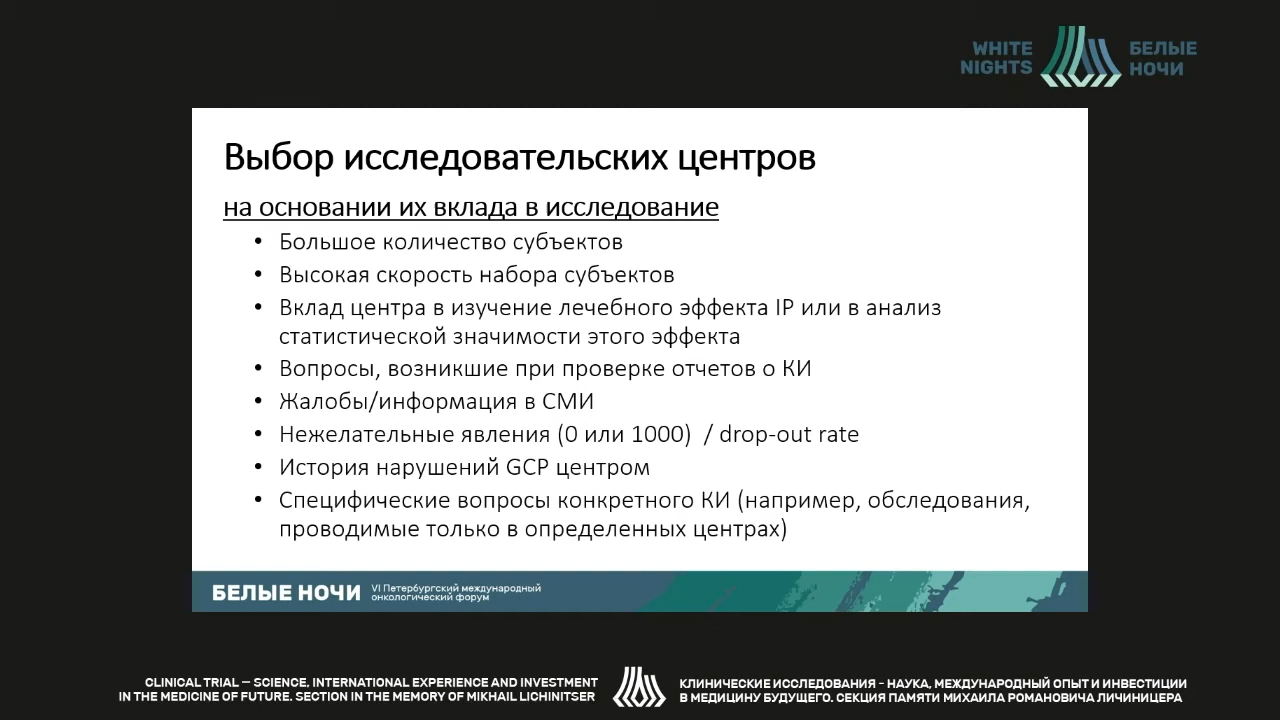 WHITE
NIGHTS
БЕЛЫЕ
НОЧИ
Выбор исследовательских центров
на основании их вклада в исследование
• Большое количество субъектов
• Высокая скорость набора субъектов
• Вклад центра в изучение лечебного эффекта IP или в анализ
статистической значимости этого эффекта
• Вопросы, возникшие при проверке отчетов о КИ
• Жалобы/информация в СМИ
• Нежелательные явления (0 или 1000) / drop-out rate
• История нарушений GCP центром
• Специфические вопросы конкретного КИ (например, обследования,
проводимые только в определенных центрах)
БЕЛЫЕ НОЧИ
VI Петербургский международный
онкологический форум
CLINICAL TRIAL – SCIENCE, INTERNATIONAL EXPERIENCE AND INVESTMENT
IN THE MEDICINE OF FUTURE. SECTION IN THE MEMORY OF MIKHAIL LICHINITSER
КЛИНИЧЕСКИЕ ИССЛЕДОВАНИЯ - НАУКА, МЕЖДУНАРОДНЫЙ ОПЫТ И ИНВЕСТИЦИИ
В МЕДИЦИНУ БУДУЩЕГО. СЕКЦИЯ ПАМЯТИ МИХАИЛА РОМАНОВИЧА ЛИЧИНИЦЕРА